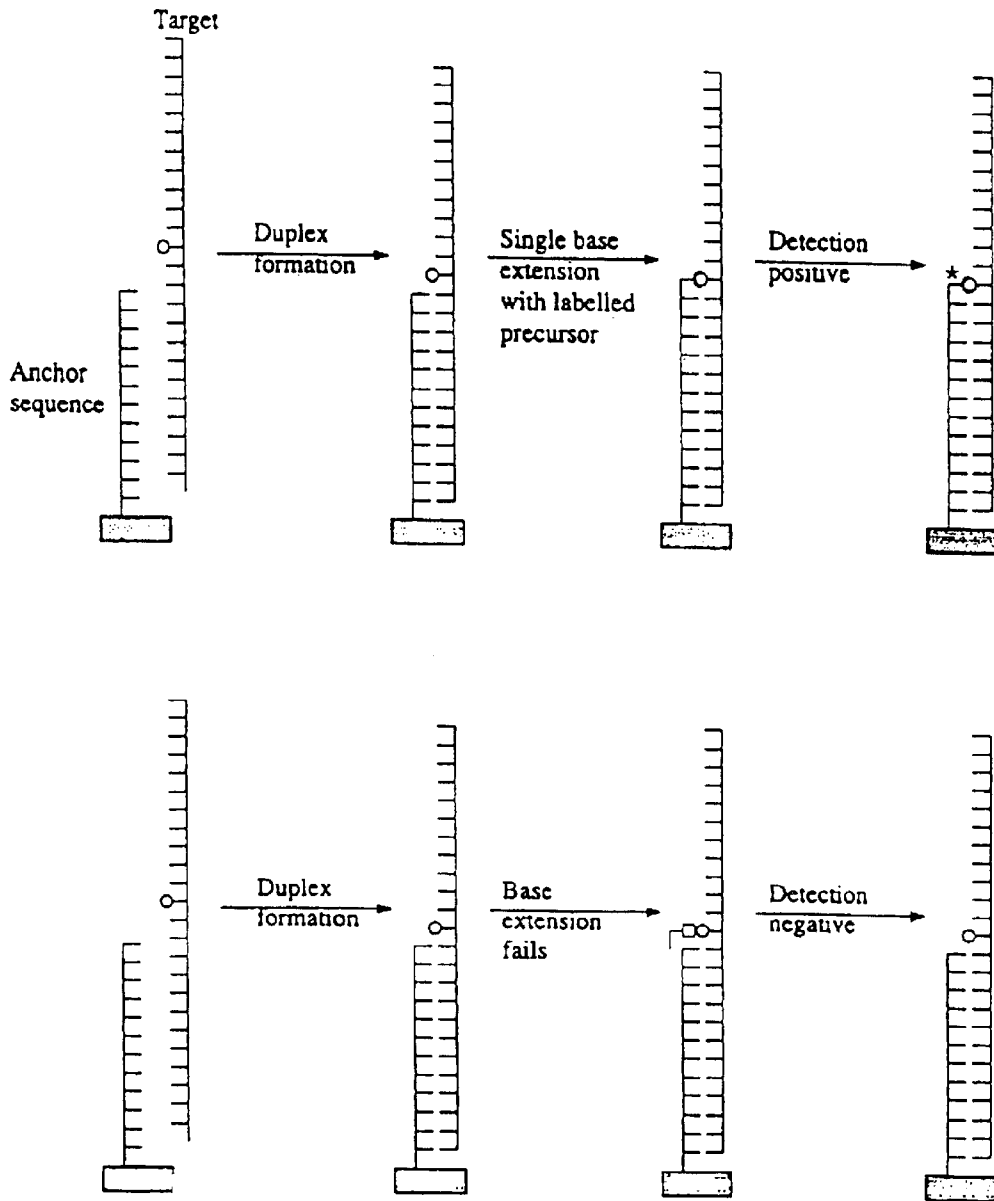 Target
Duplex
formation
Single base
extension
with labelled
precursor
Detection
positive
*
Anchor
sequence
Duplex
formation
Base
extension
fails
Detection
negative